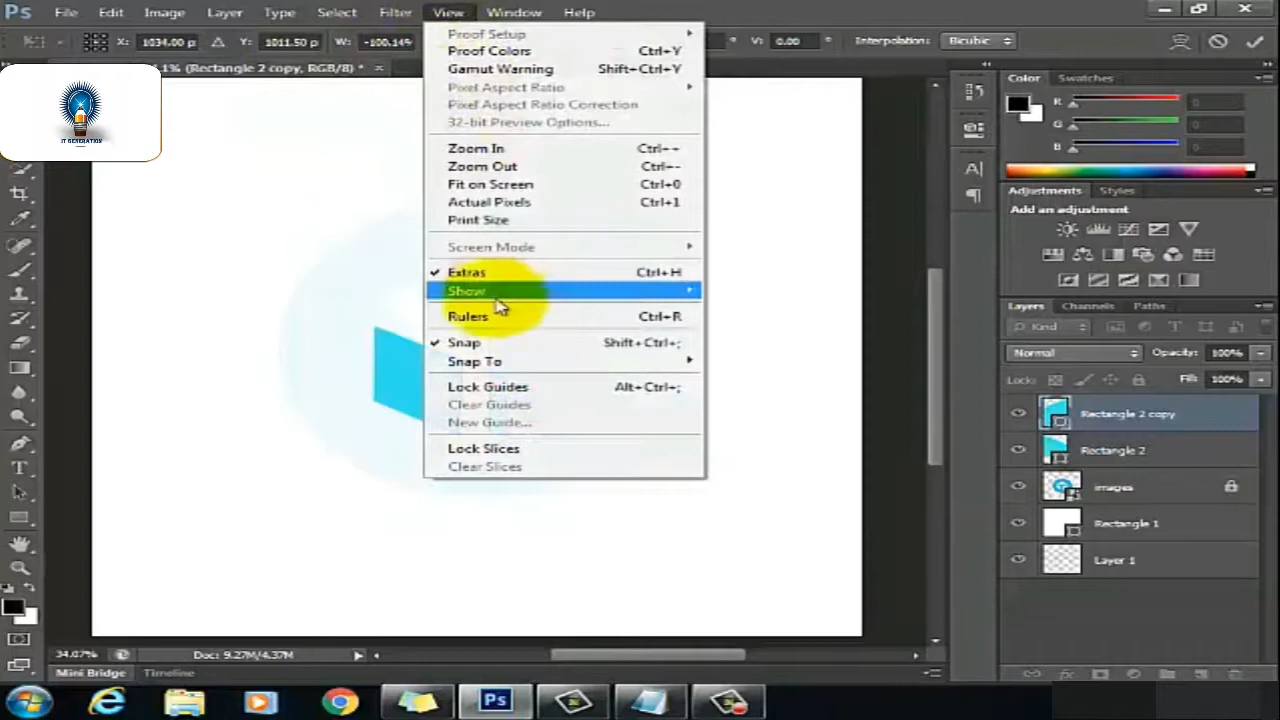 Ps File Edit Image Layer Type Select Filter View Window Help
X: 1034.00 p Y: 1011.50 p W: -100.14% V: 0.00 ° Interpolation: Bicubic
.1% (Rectangle 2 copy, RGB/8) * ×
IT GENERATION
Proof Setup
Proof Colors Ctrl+Y
Gamut Warning Shift+Ctrl+Y
Pixel Aspect Ratio
Pixel Aspect Ratio Correction
32-bit Preview Options...
Zoom In Ctrl++
Zoom Out Ctrl+-
Fit on Screen Ctrl+0
Actual Pixels Ctrl+1
Print Size
Screen Mode
Extras Ctrl+H
Show
Rulers Ctrl+R
Snap Shift+Ctrl+;
Snap To
Lock Guides Alt+Ctrl+;
Clear Guides
New Guide...
Lock Slices
Clear Slices
Color Swatches
R 0
G 0
B 0
Adjustments Styles
Add an adjustment
Layers Channels Paths
Kind
Normal Opacity: 100%
Lock: Fill: 100%
Rectangle 2 copy
Rectangle 2
images
Rectangle 1
Layer 1
34.07% Doc: 9.27M/4.37M
Mini Bridge Timeline
Ps